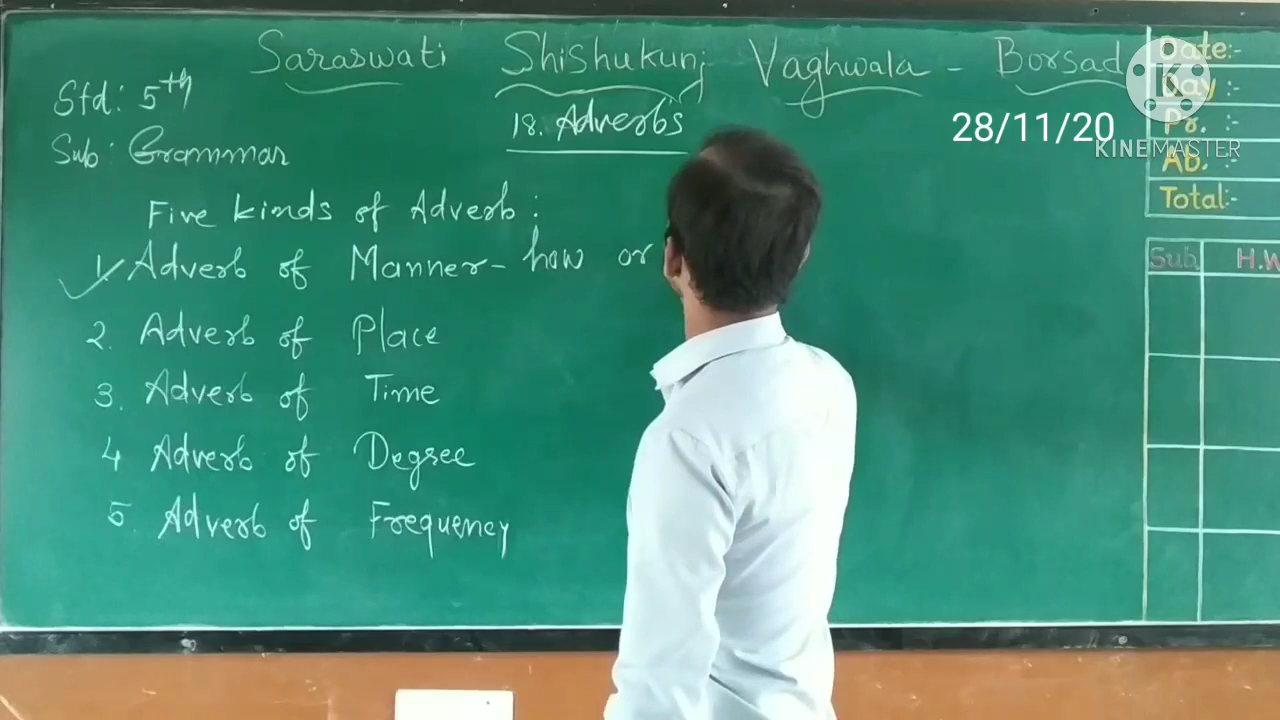 Saraswati Shishukunj Vaghwala - Borsad
Std: 5th
18. Adverbs
Sub: Grammar
Five kinds of Adverb:
1. Adverb of Manner - how or
2. Adverb of Place
3. Adverb of Time
4 Adverb of Degree
5. Adverb of Frequency
Date:-
Day :-
Pr. :-
Ab. :-
Total:-
Sub H.W
28/11/20
K
KINEMASTER